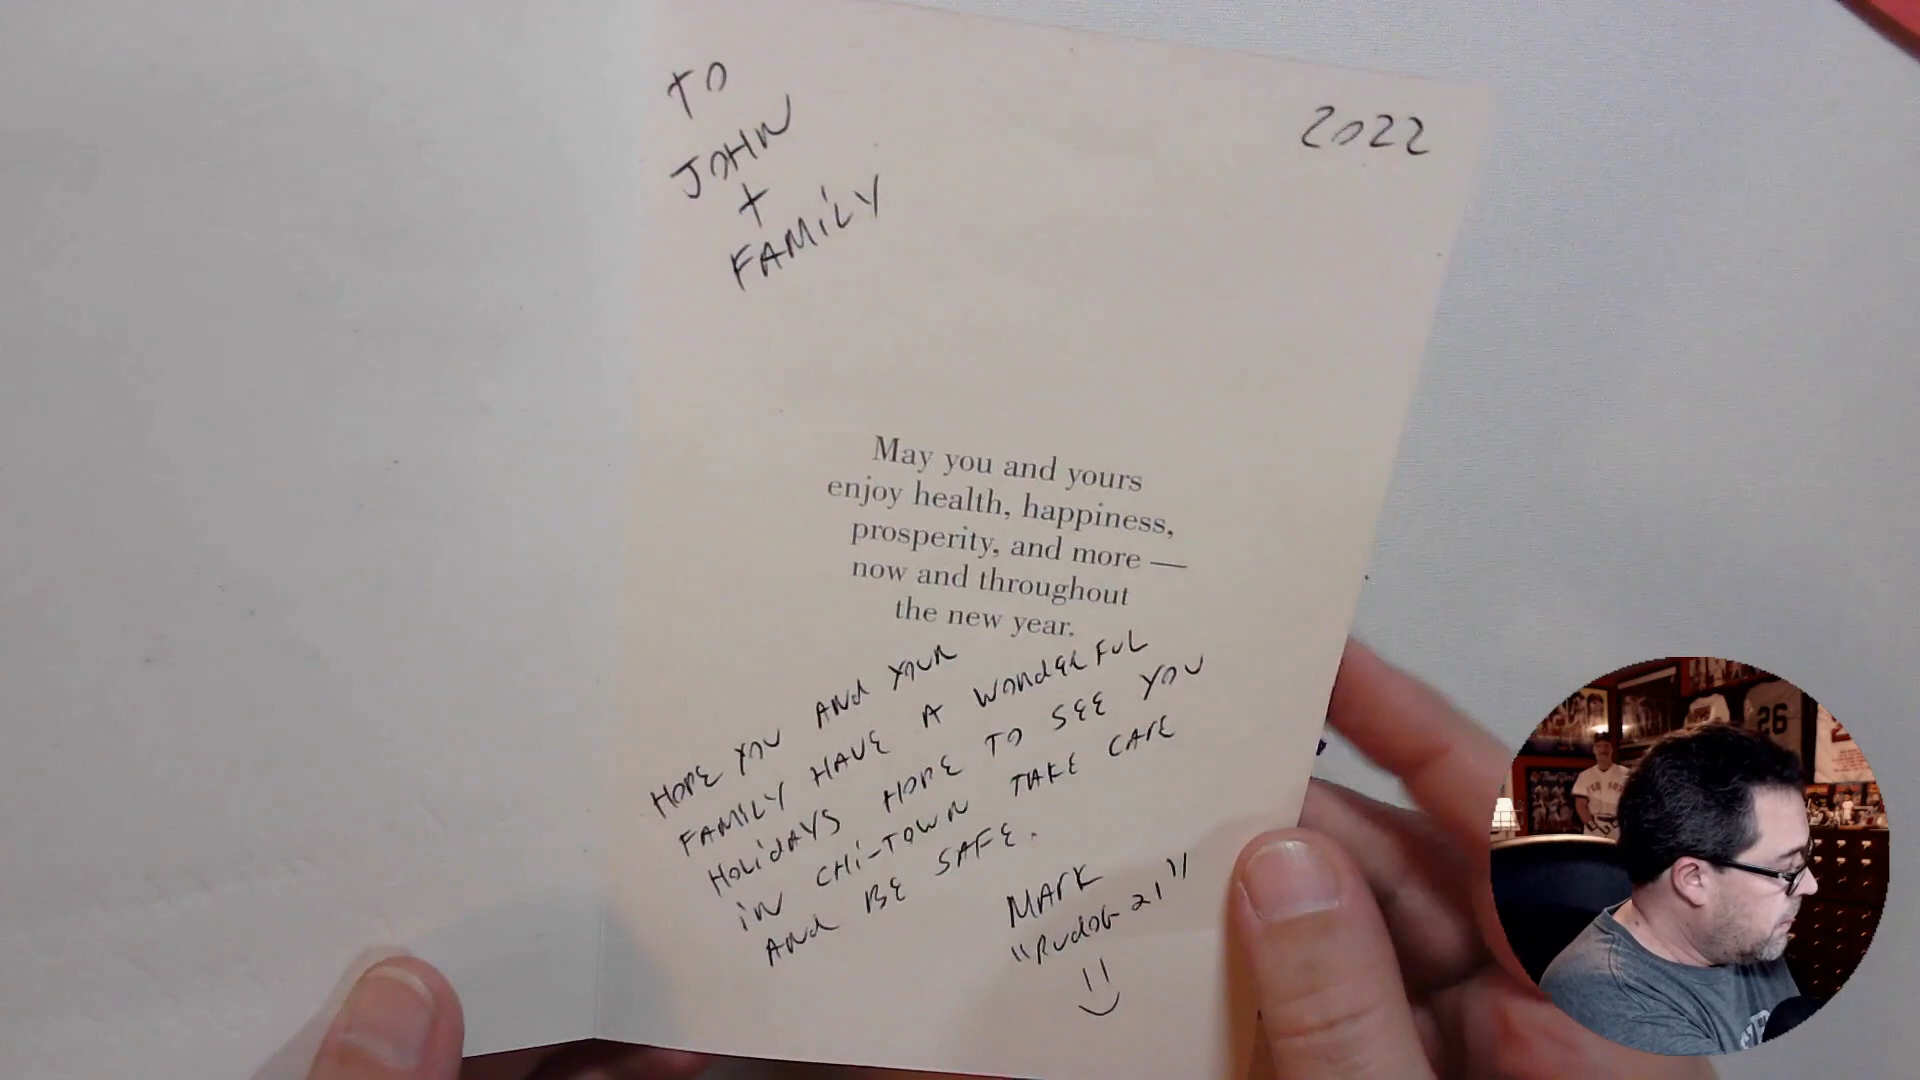 TO
JOHN
+
FAMiLY
2022
May you and yours
enjoy health, happiness,
prosperity, and more —
now and throughout
the new year.
HOPE YOU ANd YOUR
FAMiLY HAVE A WONdERFUL
HOLidAYS HOPE TO SEE YOU
iN CHi-TOWN TAKE CARE
ANd BE SAFE.
MARK
"Rudog 21"
26